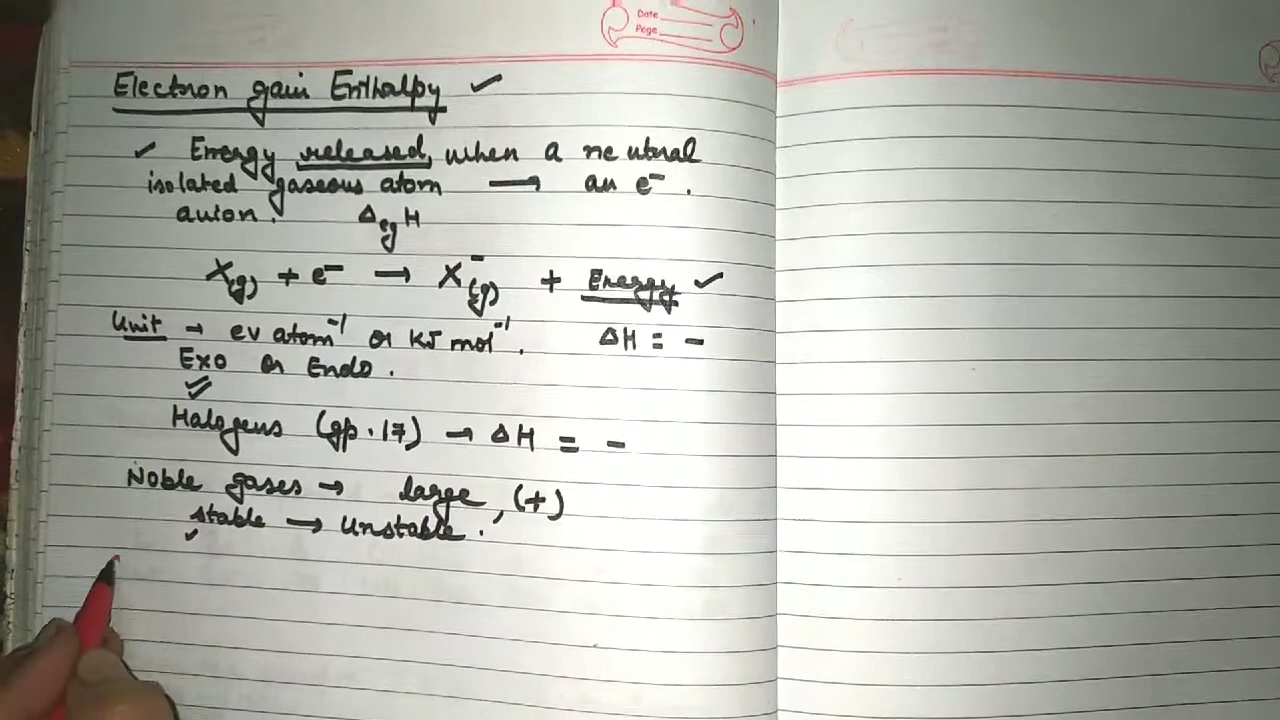 Date
Page
Electron gain Enthalpy ✓
✓ Energy released, when a neutral
isolated gaseous atom → an e⁻.
anion. ΔegH
X(g) + e⁻ → X⁻(g) + Energy ✓
Unit → ev atom⁻¹ or KJ mol⁻¹. ΔH = -
Exo or Endo.
Halogens (gp. 17) → ΔH = -
Noble gases → large, (+)
stable → Unstable.